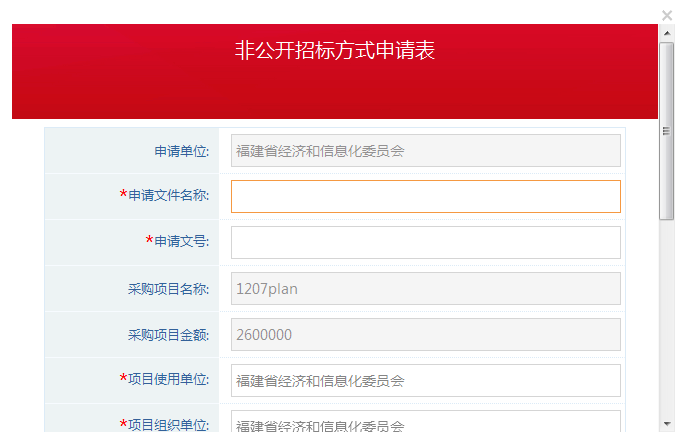 非公开招标方式申请表
申请单位: 福建省经济和信息化委员会
*申请文件名称:
*申请文号:
采购项目名称: 1207plan
采购项目金额: 2600000
*项目使用单位: 福建省经济和信息化委员会
*项目组织单位: 福建省经济和信息化委员会